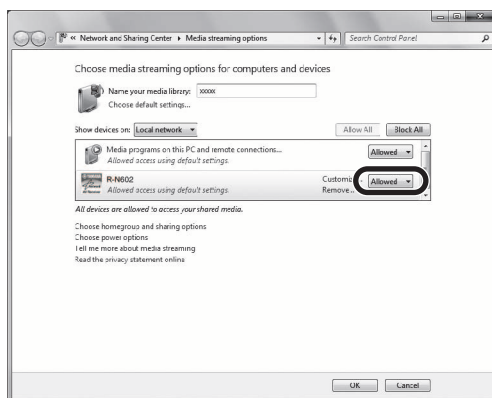 « Network and Sharing Center ▸ Media streaming options
Search Control Panel
Choose media streaming options for computers and devices
Name your media library: xxxxx
Choose default settings...
Show devices on: Local network
Allow All
Block All
Media programs on this PC and remote connections...
Allowed access using default settings.
Allowed
R-N602
Allowed access using default settings.
Remove...
Allowed
All devices are allowed to access your shared media.
Choose homegroup and sharing options
Choose power options
Tell me more about media streaming
Read the privacy statement online
OK
Cancel